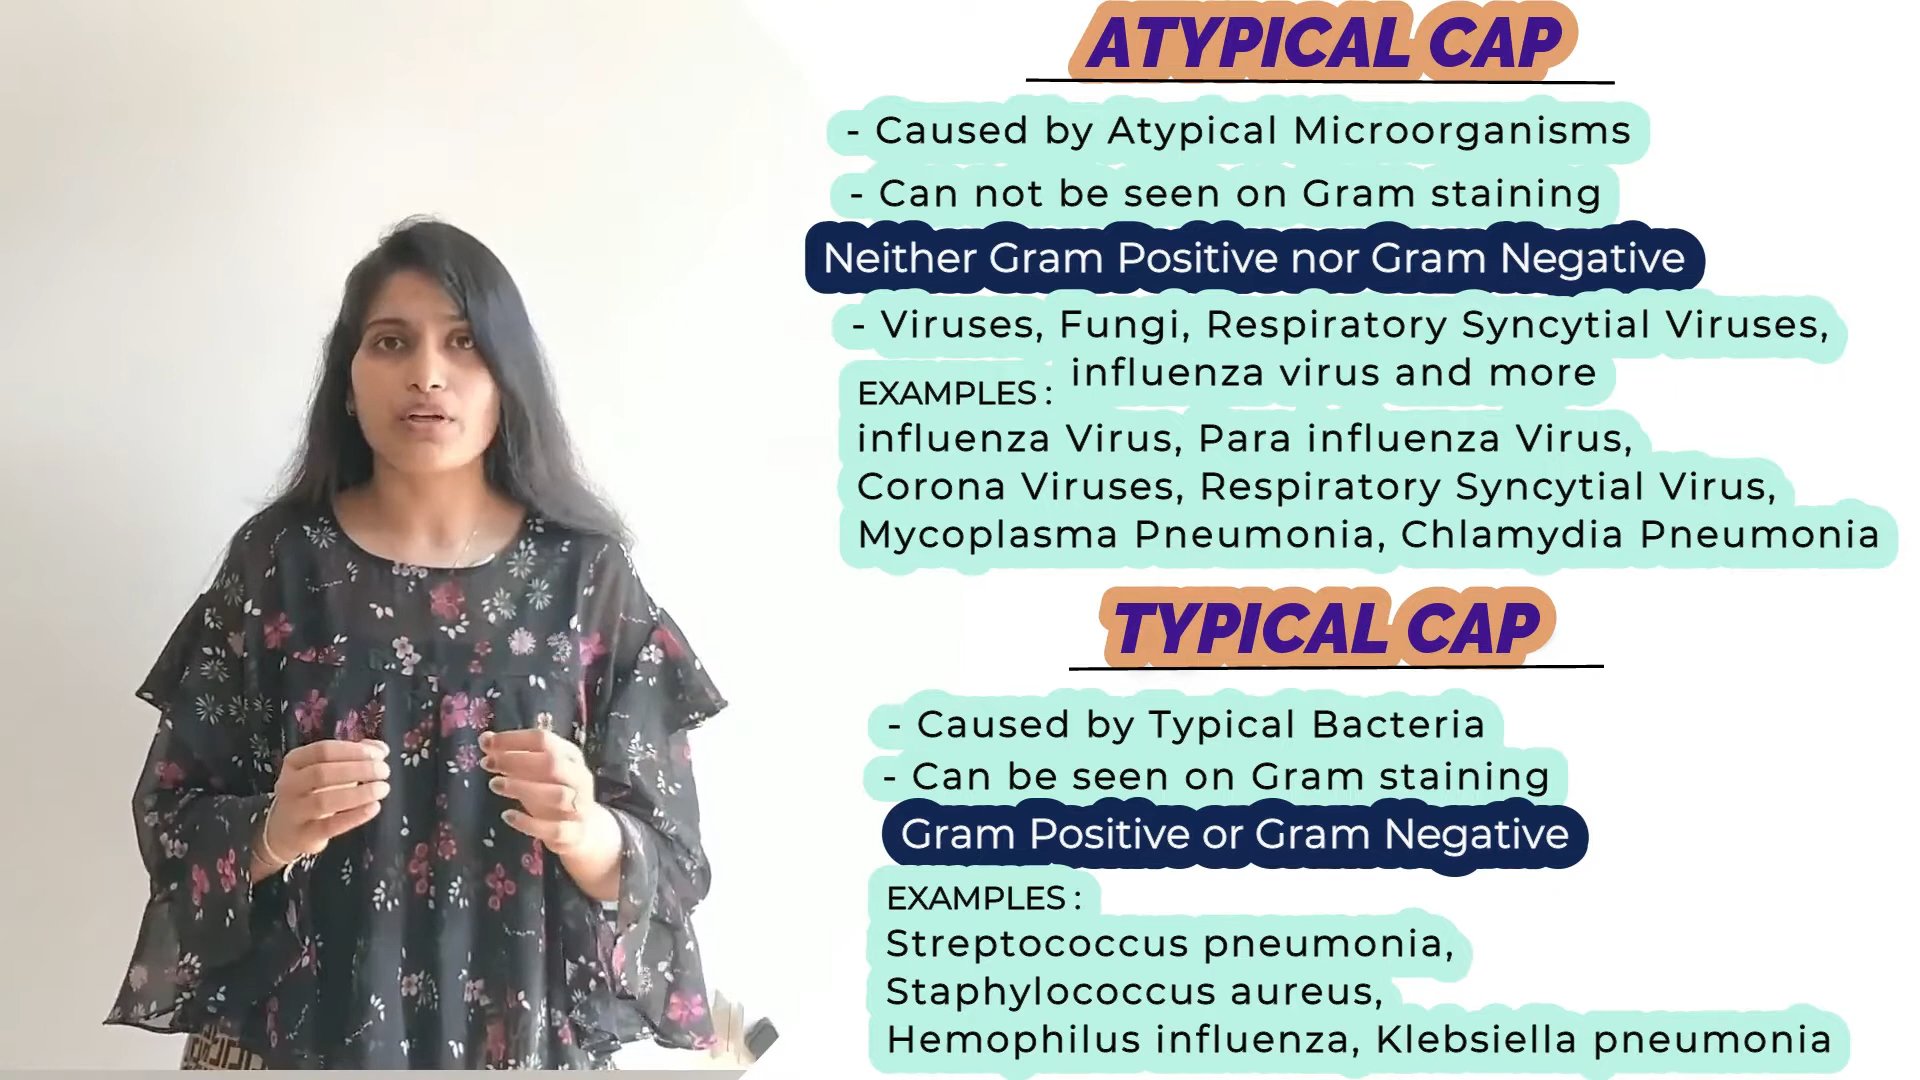 ATYPICAL CAP
- Caused by Atypical Microorganisms
- Can not be seen on Gram staining
Neither Gram Positive nor Gram Negative
- Viruses, Fungi, Respiratory Syncytial Viruses,
influenza virus and more
EXAMPLES :
influenza Virus, Para influenza Virus,
Corona Viruses, Respiratory Syncytial Virus,
Mycoplasma Pneumonia, Chlamydia Pneumonia
TYPICAL CAP
- Caused by Typical Bacteria
- Can be seen on Gram staining
Gram Positive or Gram Negative
EXAMPLES :
Streptococcus pneumonia,
Staphylococcus aureus,
Hemophilus influenza, Klebsiella pneumonia